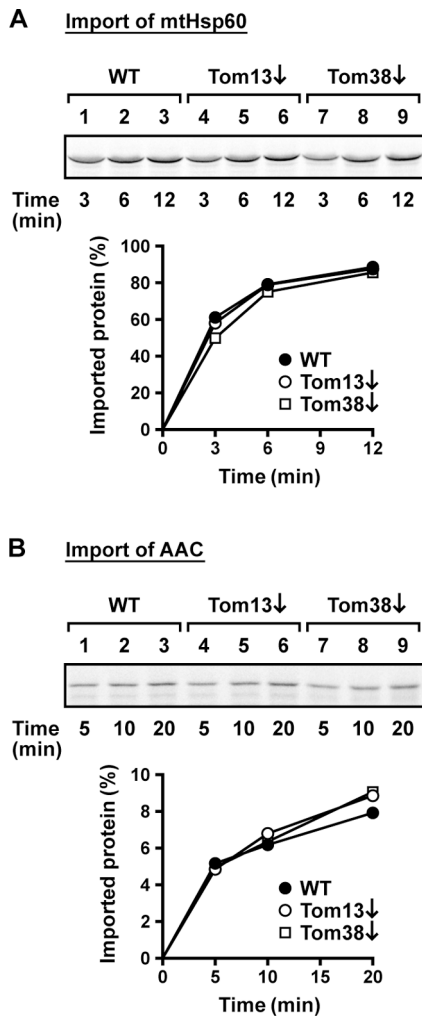 A Import of mtHsp60
WT Tom13↓ Tom38↓
1 2 3 4 5 6 7 8 9
Time (min) 3 6 12 3 6 12 3 6 12
100
80
60
40
20
0
Imported protein (%)
WT
Tom13↓
Tom38↓
0 3 6 9 12
Time (min)
B Import of AAC
WT Tom13↓ Tom38↓
1 2 3 4 5 6 7 8 9
Time (min) 5 10 20 5 10 20 5 10 20
10
8
6
4
2
0
Imported protein (%)
WT
Tom13↓
Tom38↓
0 5 10 15 20
Time (min)